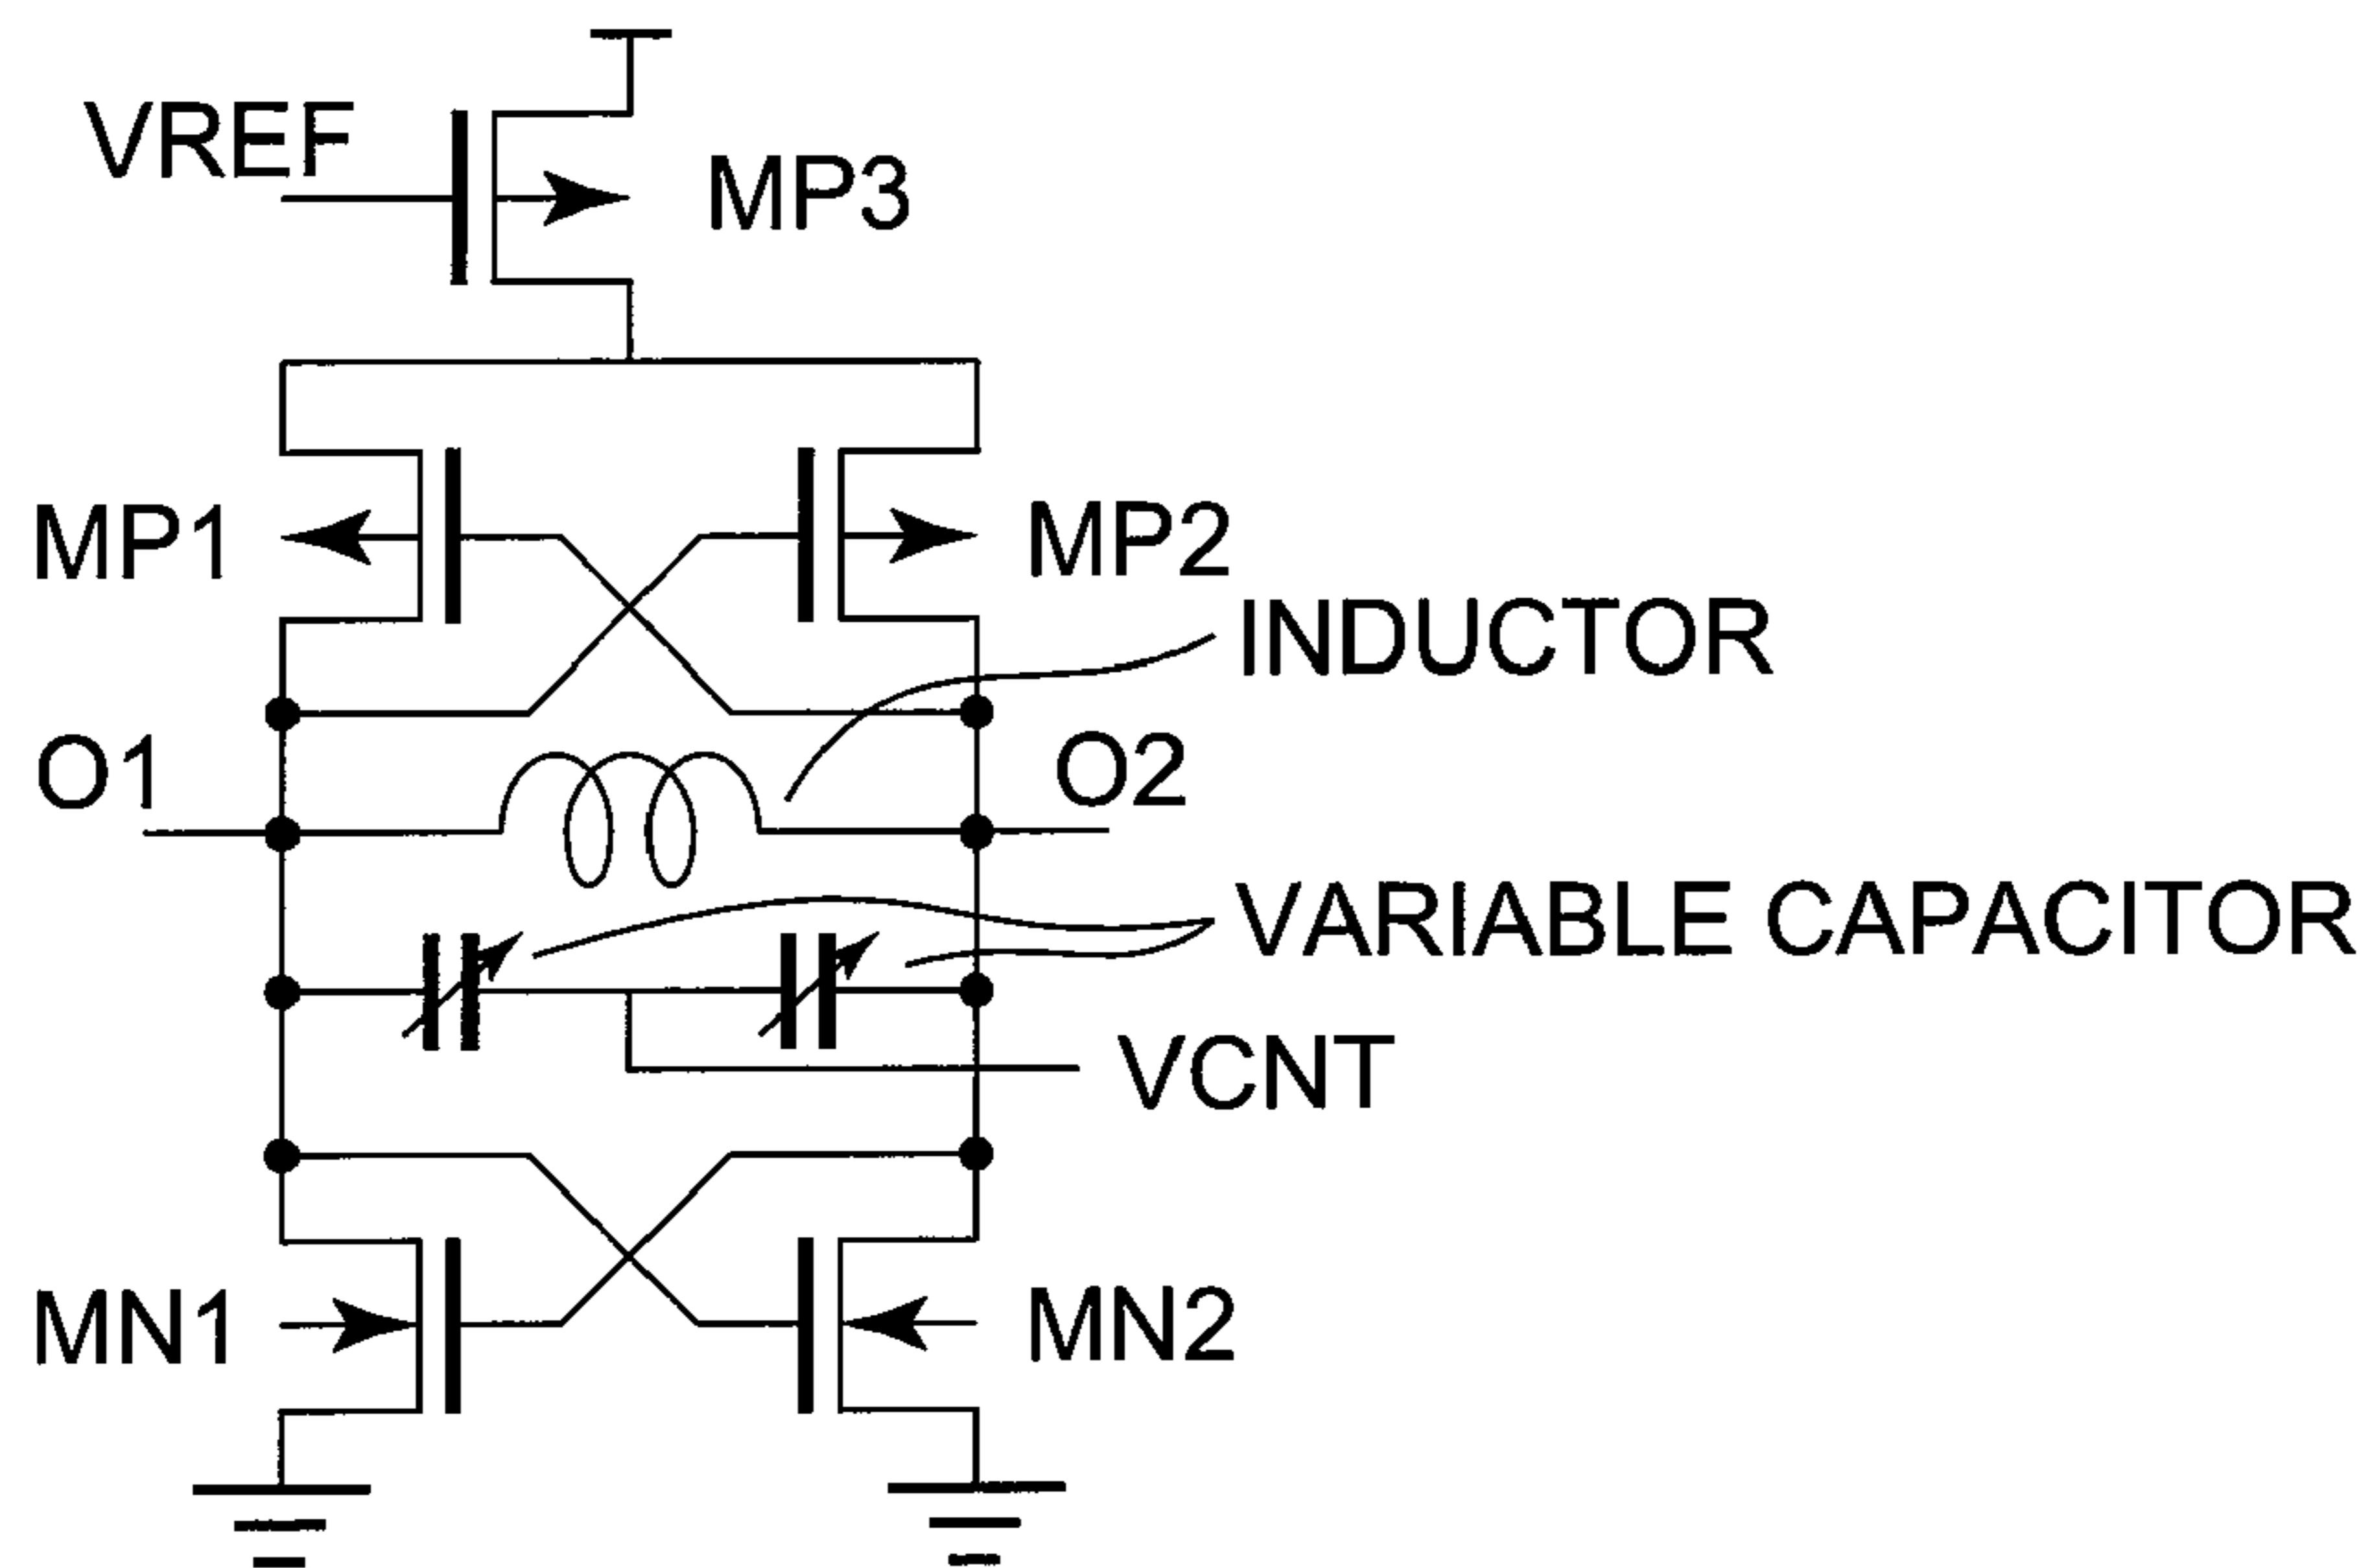 VREF
MP3
MP1
MP2
INDUCTOR
O1
O2
VARIABLE CAPACITOR
VCNT
MN1
MN2